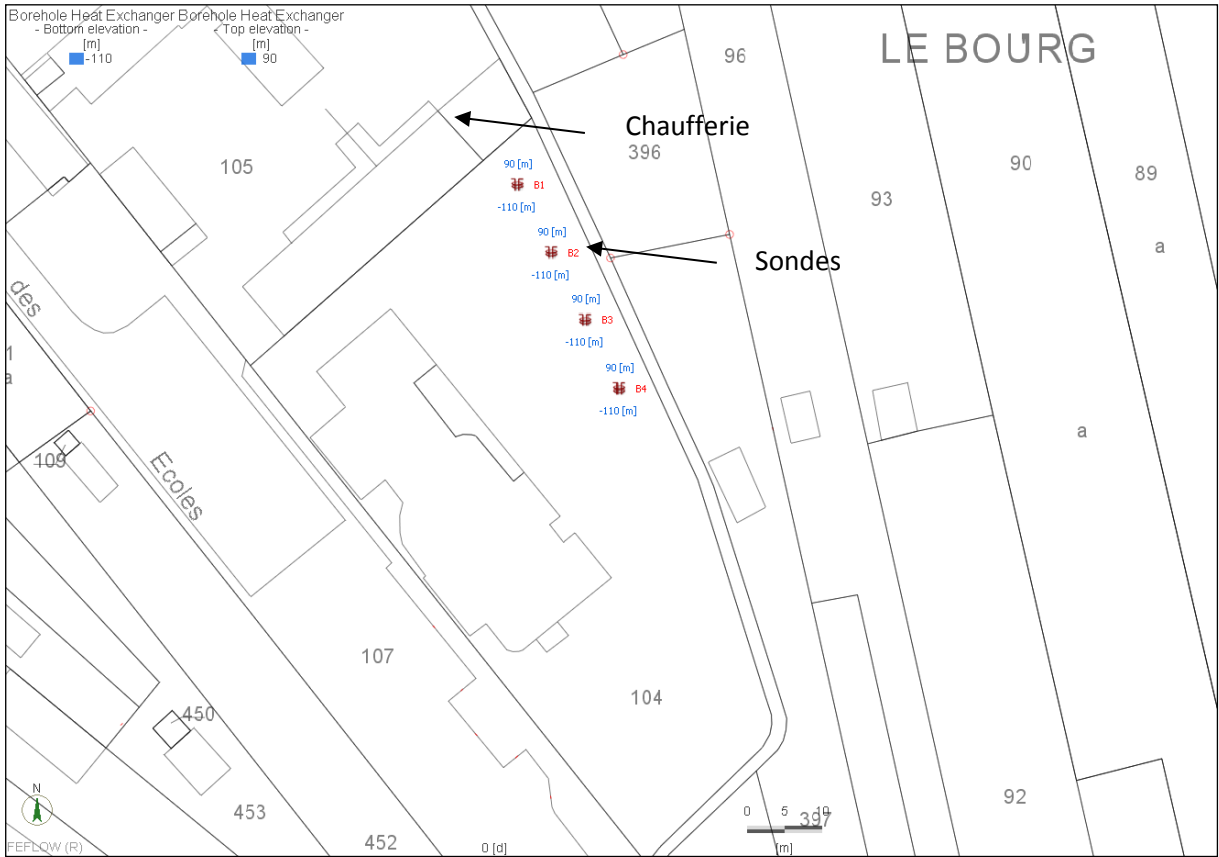 Borehole Heat Exchanger Borehole Heat Exchanger
- Bottom elevation - - Top elevation -
[m] [m]
-110 90
LE BOURG
96
Chaufferie
396
105
90
89
93
a
90 [m]
B1
-110 [m]
90 [m]
B2
-110 [m]
Sondes
90 [m]
B3
-110 [m]
90 [m]
B4
-110 [m]
des
1
a
Ecoles
109
a
107
104
450
453
452
92
397
N
0 5 10
[m]
0 [d]
FEFLOW (R)